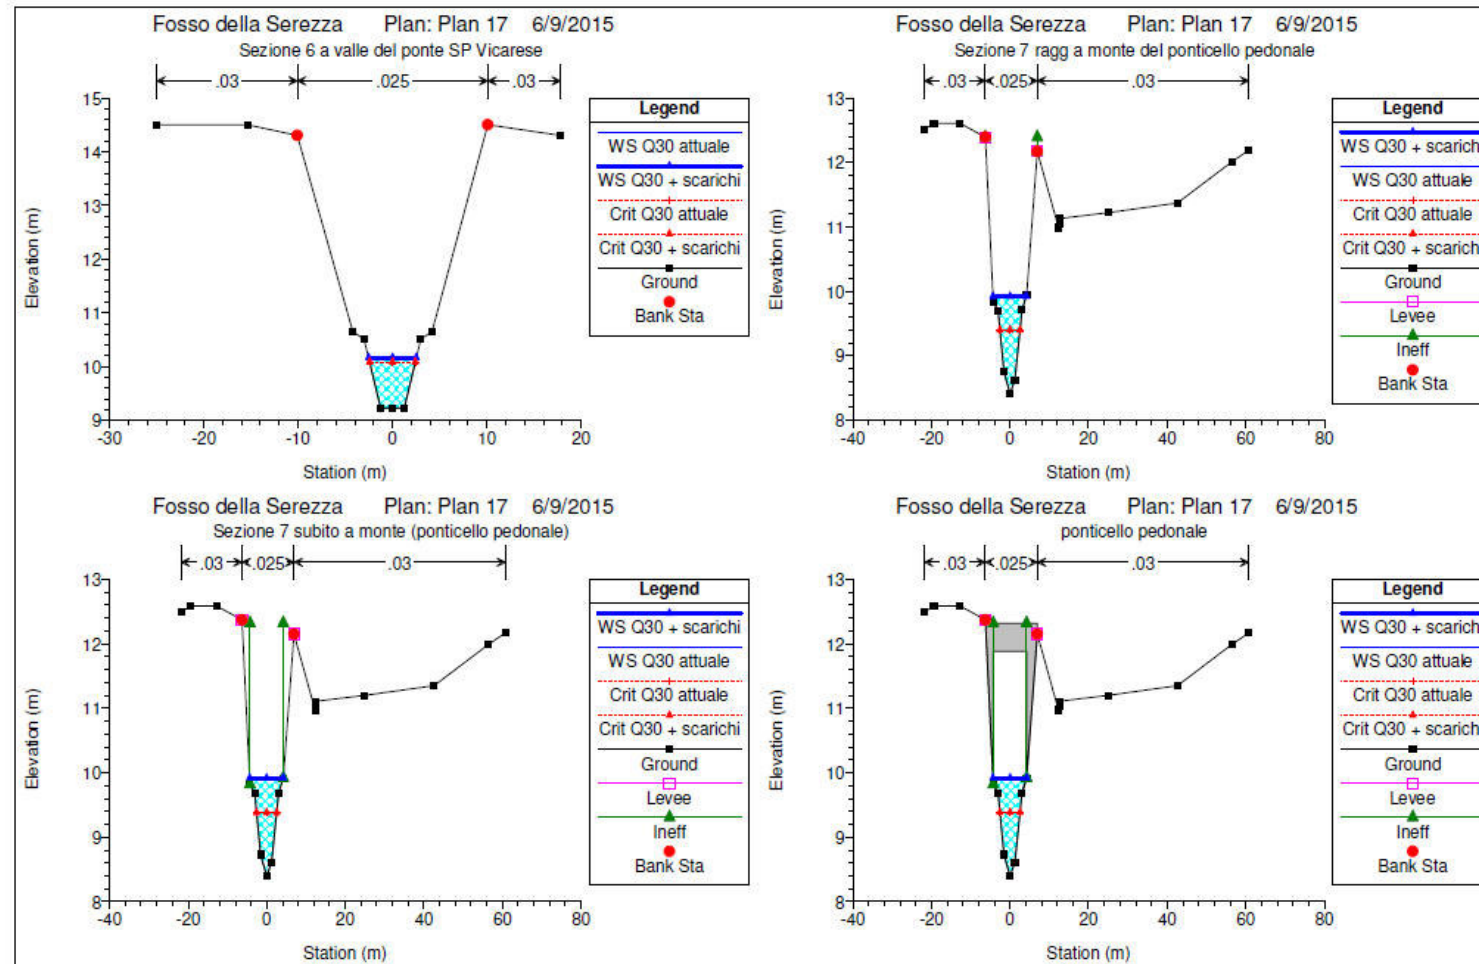 Fosso della Serezza Plan: Plan 17 6/9/2015
Sezione 6 a valle del ponte SP Vicarese
.03 .025 .03
15
14
13
12
11
10
9
-30 -20 -10 0 10 20
Elevation (m)
Station (m)
Legend
WS Q30 attuale
WS Q30 + scarichi
Crit Q30 attuale
Crit Q30 + scarichi
Ground
Bank Sta
Fosso della Serezza Plan: Plan 17 6/9/2015
Sezione 7 ragg a monte del ponticello pedonale
.03 .025 .03
13
12
11
10
9
8
-40 -20 0 20 40 60 80
Elevation (m)
Station (m)
Legend
WS Q30 + scarich
WS Q30 attuale
Crit Q30 attuale
Crit Q30 + scarich
Ground
Levee
Ineff
Bank Sta
Fosso della Serezza Plan: Plan 17 6/9/2015
Sezione 7 subito a monte (ponticello pedonale)
.03 .025 .03
13
12
11
10
9
8
-40 -20 0 20 40 60 80
Elevation (m)
Station (m)
Legend
WS Q30 + scarichi
WS Q30 attuale
Crit Q30 attuale
Crit Q30 + scarichi
Ground
Levee
Ineff
Bank Sta
Fosso della Serezza Plan: Plan 17 6/9/2015
ponticello pedonale
.03 .025 .03
13
12
11
10
9
8
-40 -20 0 20 40 60 80
Elevation (m)
Station (m)
Legend
WS Q30 + scarich
WS Q30 attuale
Crit Q30 attuale
Crit Q30 + scarich
Ground
Levee
Ineff
Bank Sta